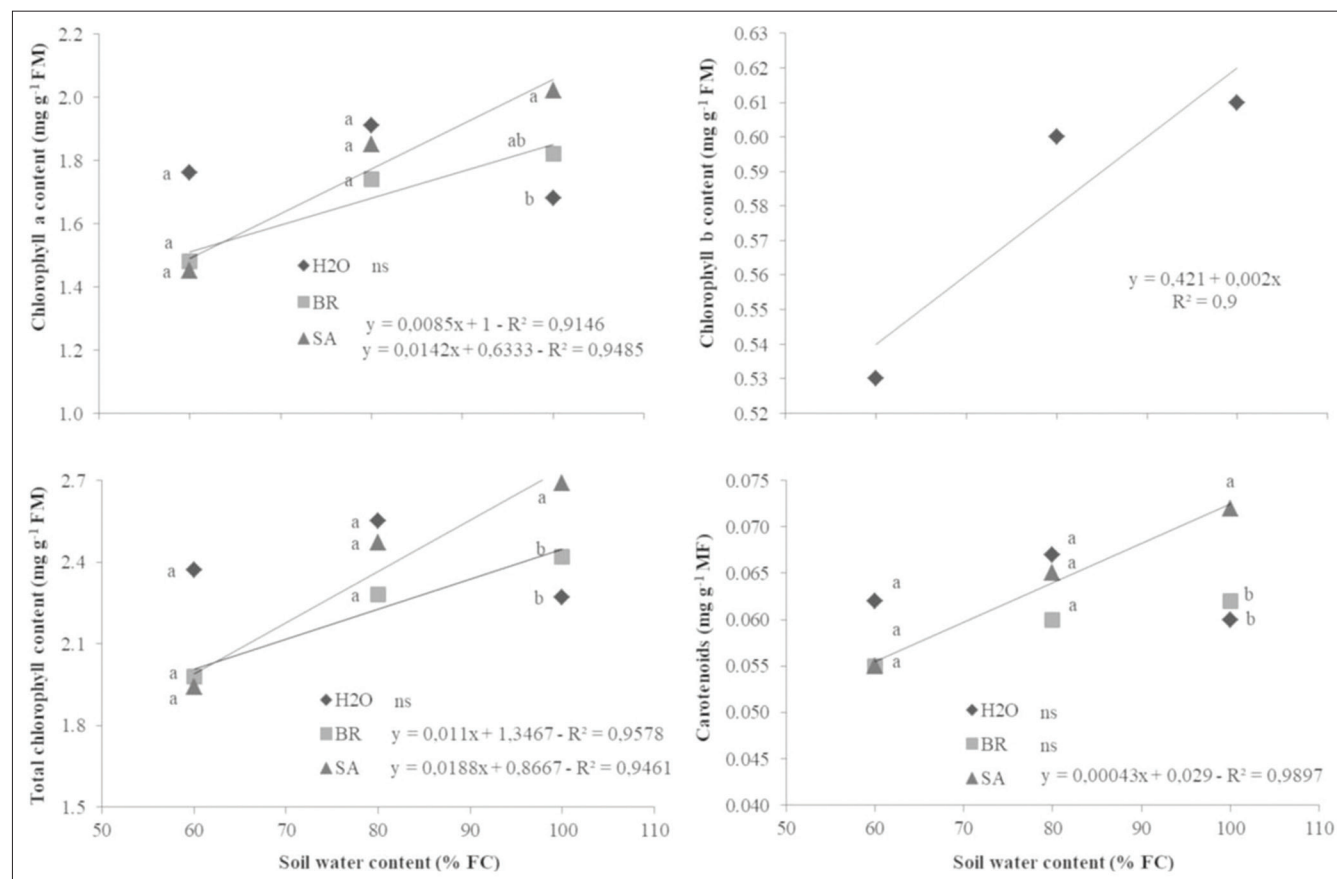 Chlorophyll a content (mg g⁻¹ FM)
2.2
2.0
1.8
1.6
1.4
1.2
1.0
a
a
a
a
a
a
a
ab
b
H2O ns
BR
SA
y = 0,0085x + 1 - R² = 0,9146
y = 0,0142x + 0,6333 - R² = 0,9485
Chlorophyll b content (mg g⁻¹ FM)
0.63
0.62
0.61
0.60
0.59
0.58
0.57
0.56
0.55
0.54
0.53
0.52
y = 0,421 + 0,002x
R² = 0,9
Total chlorophyll content (mg g⁻¹ FM)
2.7
2.4
2.1
1.8
1.5
a
a
a
a
a
a
a
b
b
H2O ns
BR y = 0,011x + 1,3467 - R² = 0,9578
SA y = 0,0188x + 0,8667 - R² = 0,9461
50 60 70 80 90 100 110
Soil water content (% FC)
Carotenoids (mg g⁻¹ MF)
0.075
0.070
0.065
0.060
0.055
0.050
0.045
0.040
a
a
a
a
a
a
a
b
b
H2O ns
BR ns
SA y = 0,00043x + 0,029 - R² = 0,9897
50 60 70 80 90 100 110
Soil water content (% FC)